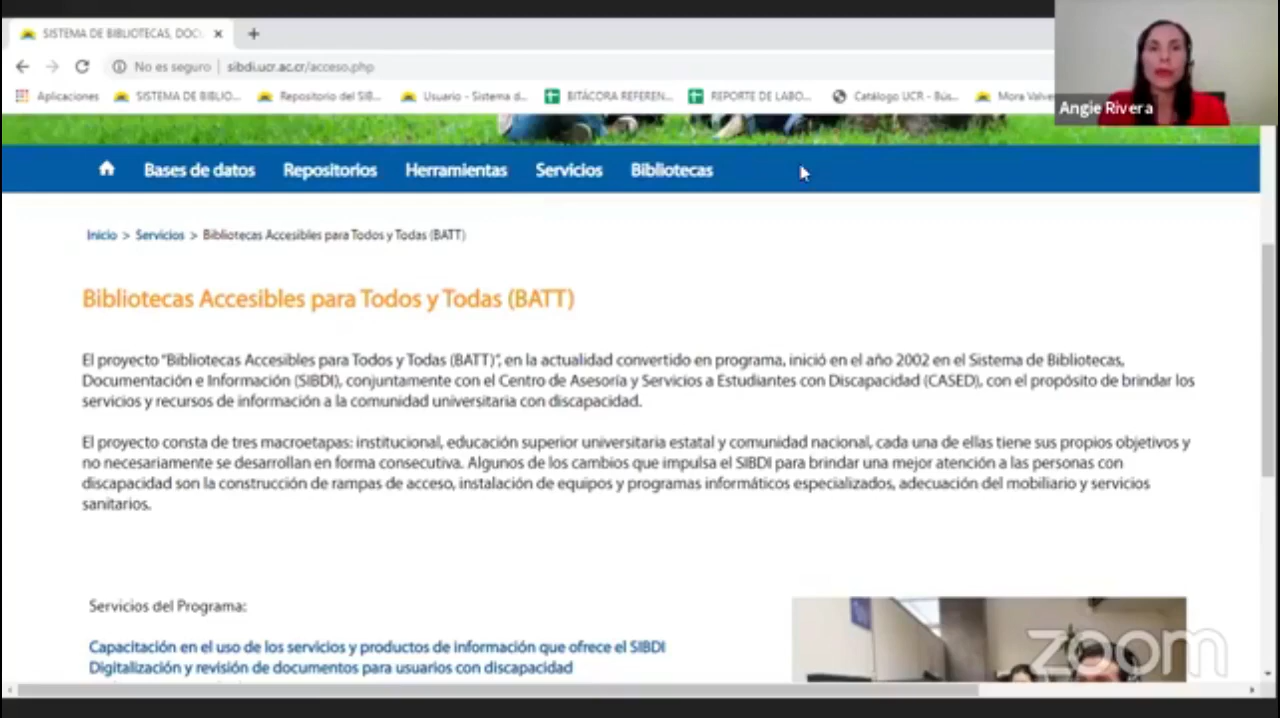 SISTEMA DE BIBLIOTECAS, DOC
No es seguro | sibdi.ucr.ac.cr/acceso.php
Aplicaciones SISTEMA DE BIBLIO... Repositorio del SIB... Usuario - Sistema d... BITÁCORA REFEREN... REPORTE DE LABO... Catálogo UCR - Bús... Mora Valve
Angie Rivera
Bases de datos Repositorios Herramientas Servicios Bibliotecas
Inicio > Servicios > Bibliotecas Accesibles para Todos y Todas (BATT)
Bibliotecas Accesibles para Todos y Todas (BATT)
El proyecto "Bibliotecas Accesibles para Todos y Todas (BATT)", en la actualidad convertido en programa, inició en el año 2002 en el Sistema de Bibliotecas,
Documentación e Información (SIBDI), conjuntamente con el Centro de Asesoría y Servicios a Estudiantes con Discapacidad (CASED), con el propósito de brindar los
servicios y recursos de información a la comunidad universitaria con discapacidad.
El proyecto consta de tres macroetapas: institucional, educación superior universitaria estatal y comunidad nacional, cada una de ellas tiene sus propios objetivos y
no necesariamente se desarrollan en forma consecutiva. Algunos de los cambios que impulsa el SIBDI para brindar una mejor atención a las personas con
discapacidad son la construcción de rampas de acceso, instalación de equipos y programas informáticos especializados, adecuación del mobiliario y servicios
sanitarios.
Servicios del Programa:
Capacitación en el uso de los servicios y productos de información que ofrece el SIBDI
Digitalización y revisión de documentos para usuarios con discapacidad
zoom